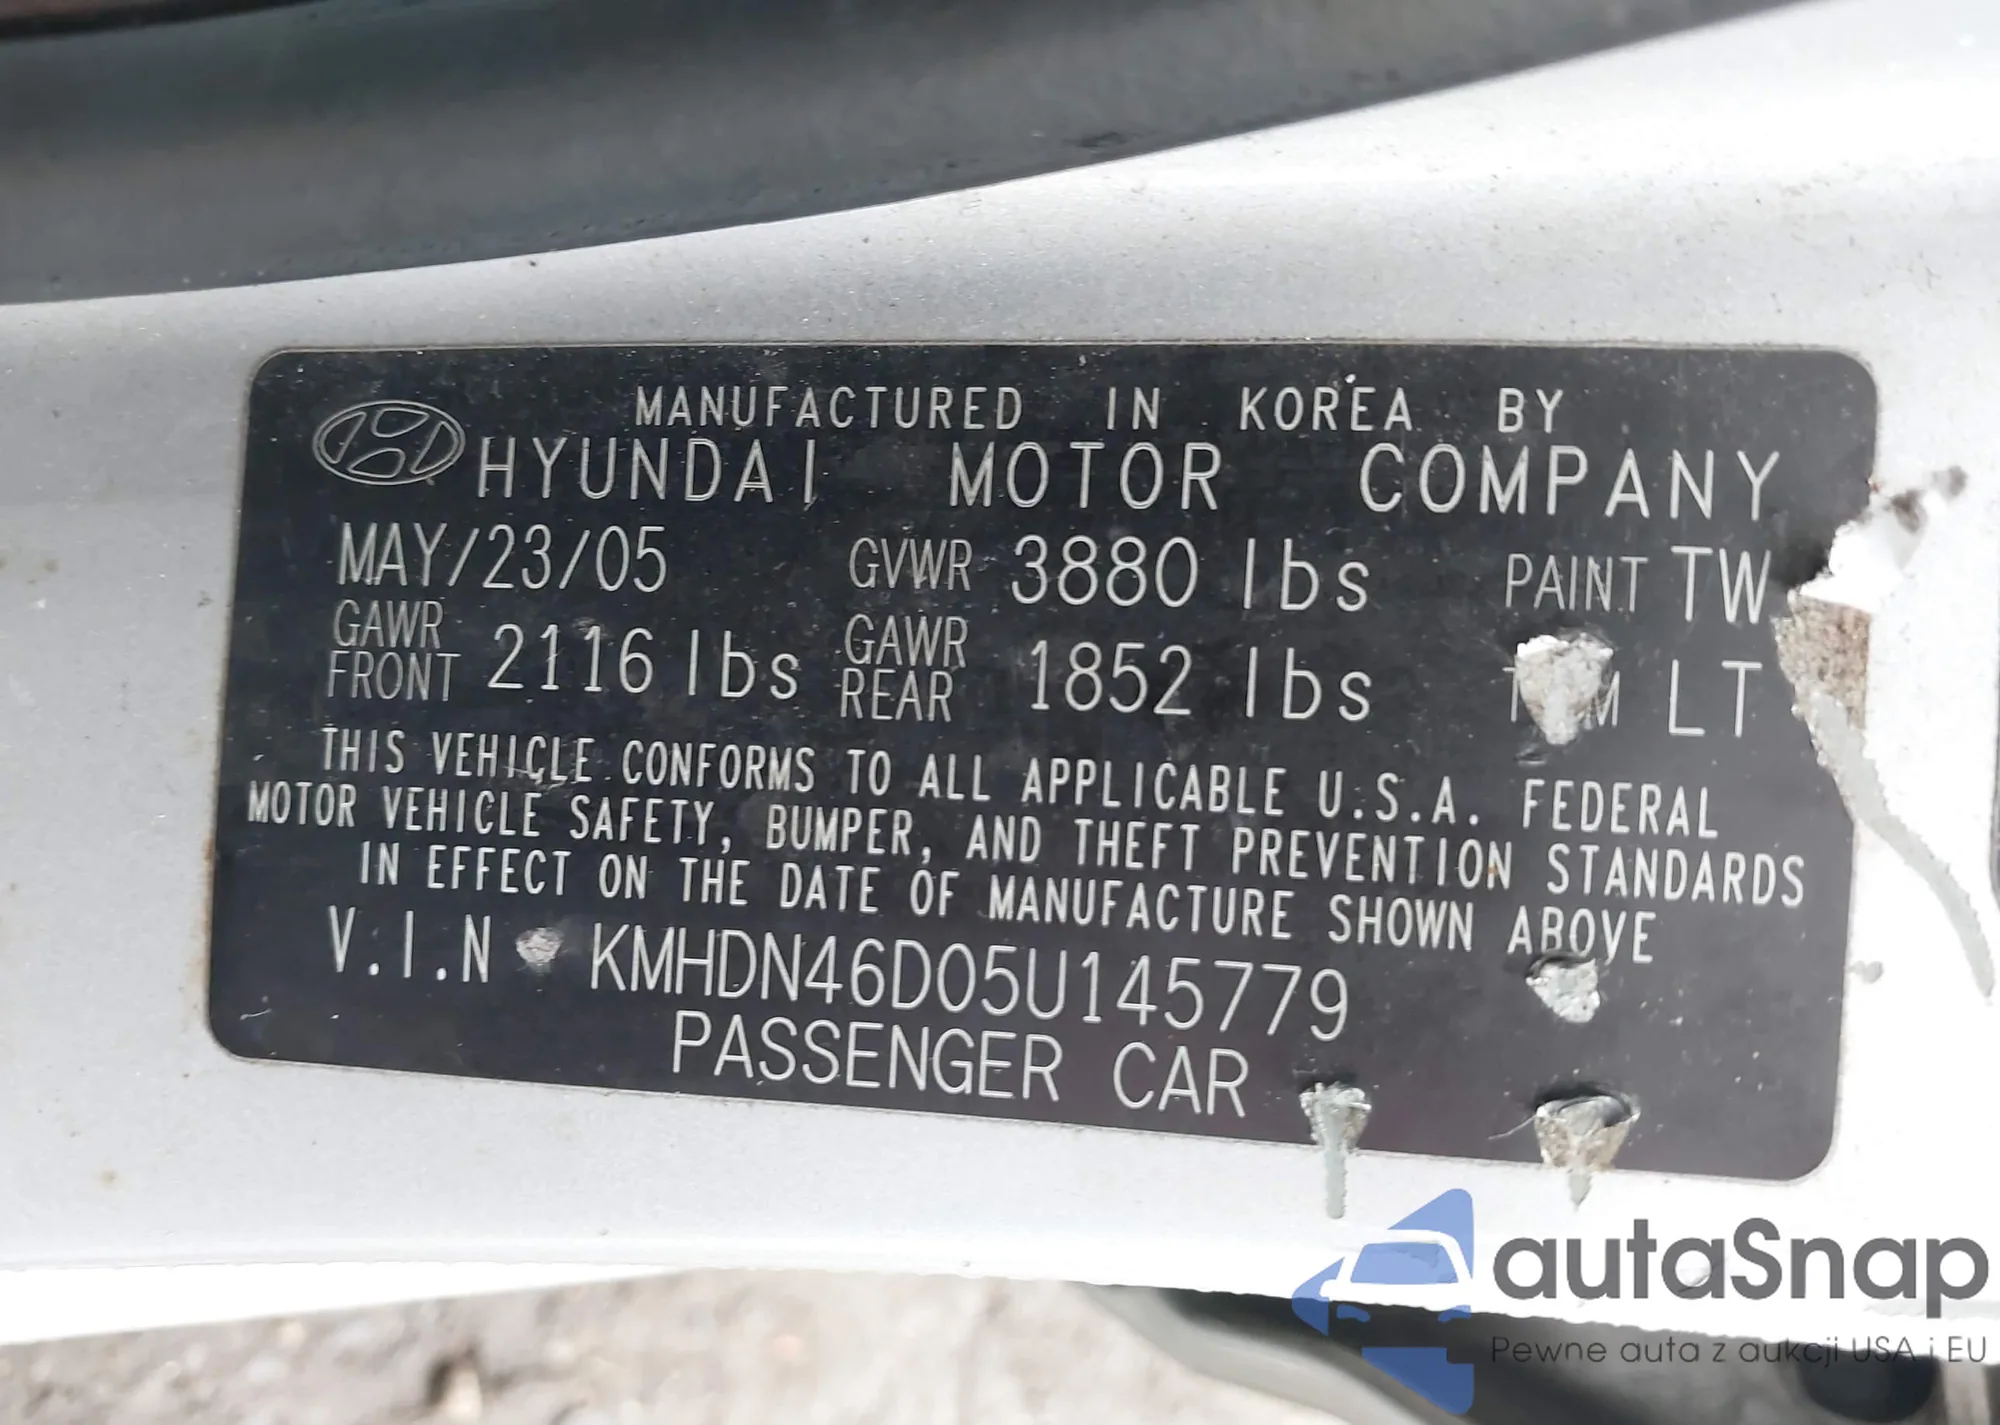 MANUFACTURED IN KOREA BY
HYUNDAI MOTOR COMPANY
MAY/23/05 GVWR 3880 lbs PAINT TW
GAWR FRONT 2116 lbs GAWR REAR 1852 lbs LT
THIS VEHICLE CONFORMS TO ALL APPLICABLE U.S.A. FEDERAL
MOTOR VEHICLE SAFETY, BUMPER, AND THEFT PREVENTION STANDARDS
IN EFFECT ON THE DATE OF MANUFACTURE SHOWN ABOVE
V.I.N KMHDN46D05U145779
PASSENGER CAR
autaSnap
Pewne auta z aukcji USA i EU